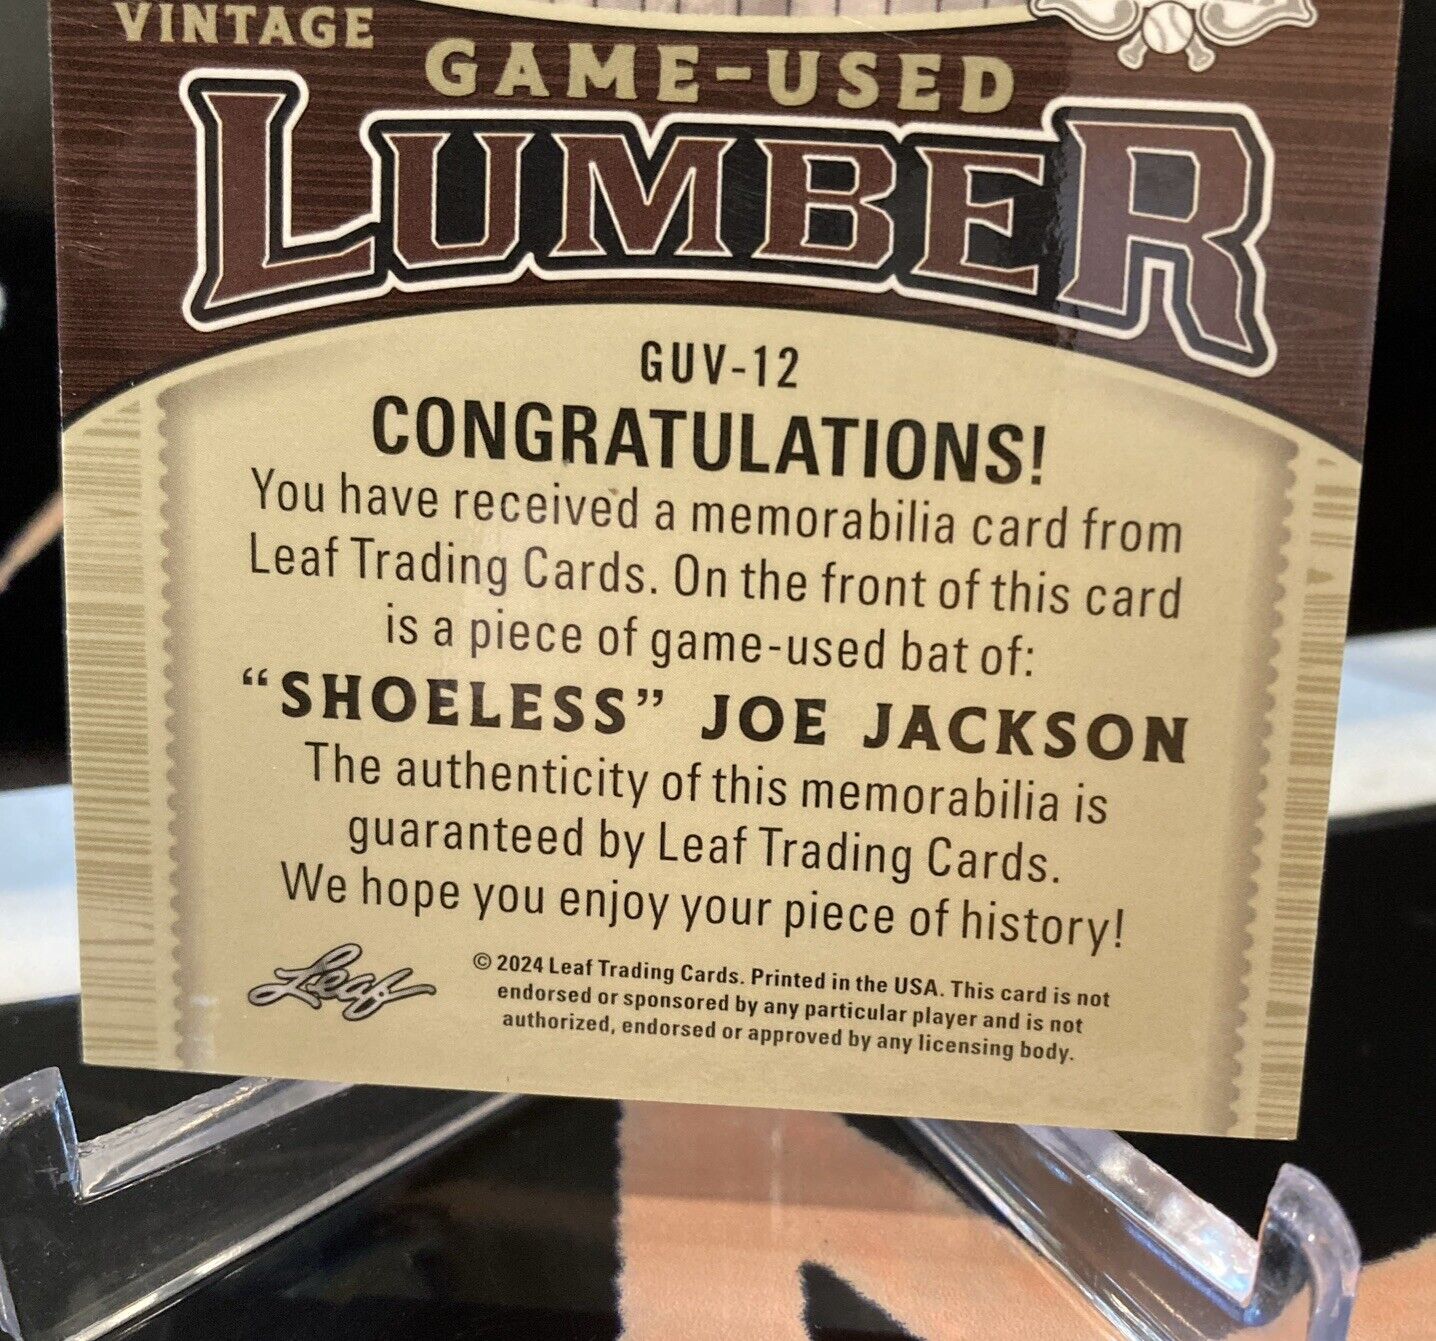 VINTAGE
GAME-USED
LUMBER
GUV-12
CONGRATULATIONS!
You have received a memorabilia card from
Leaf Trading Cards. On the front of this card
is a piece of game-used bat of:
“SHOELESS” JOE JACKSON
The authenticity of this memorabilia is
guaranteed by Leaf Trading Cards.
We hope you enjoy your piece of history!
Leaf
© 2024 Leaf Trading Cards. Printed in the USA. This card is not
endorsed or sponsored by any particular player and is not
authorized, endorsed or approved by any licensing body.